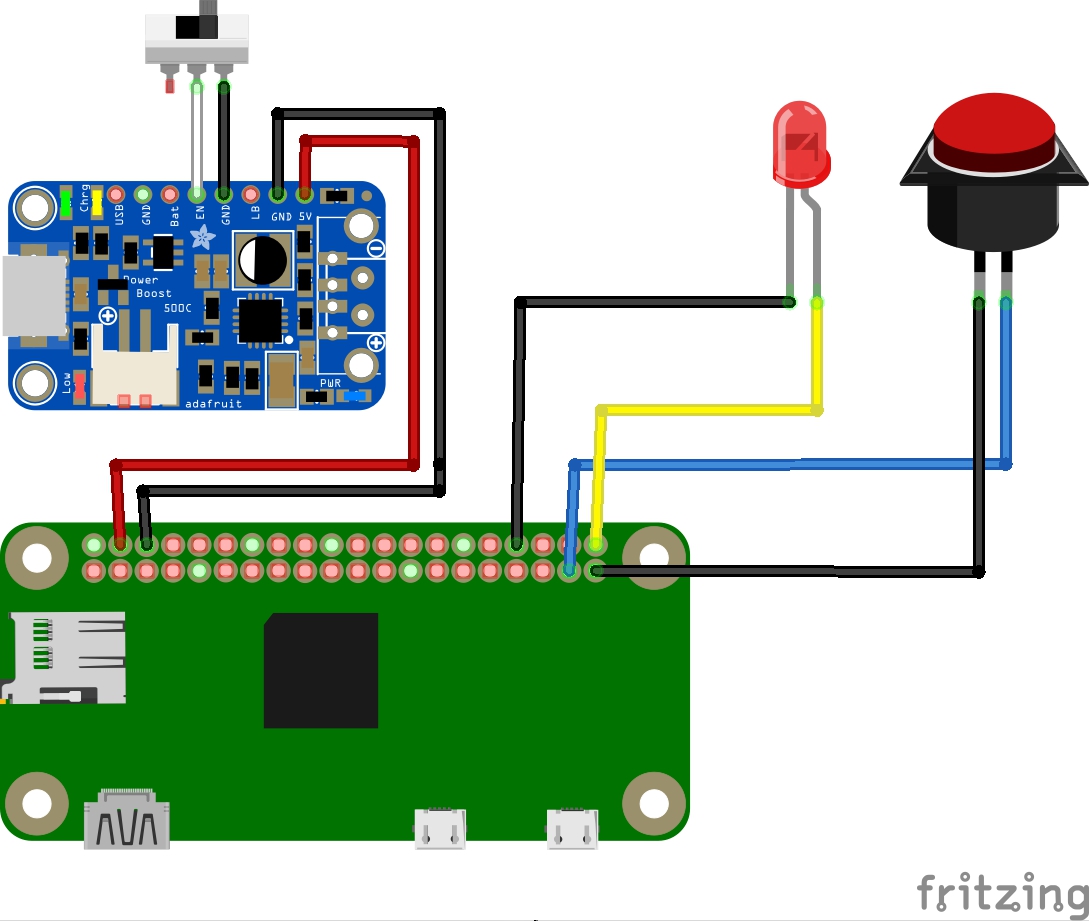 Chrg
USB
GND
Bat
EN
GND
LB
GND 5V
Power
Boost
500C
Low
PWR
adafruit
fritzing